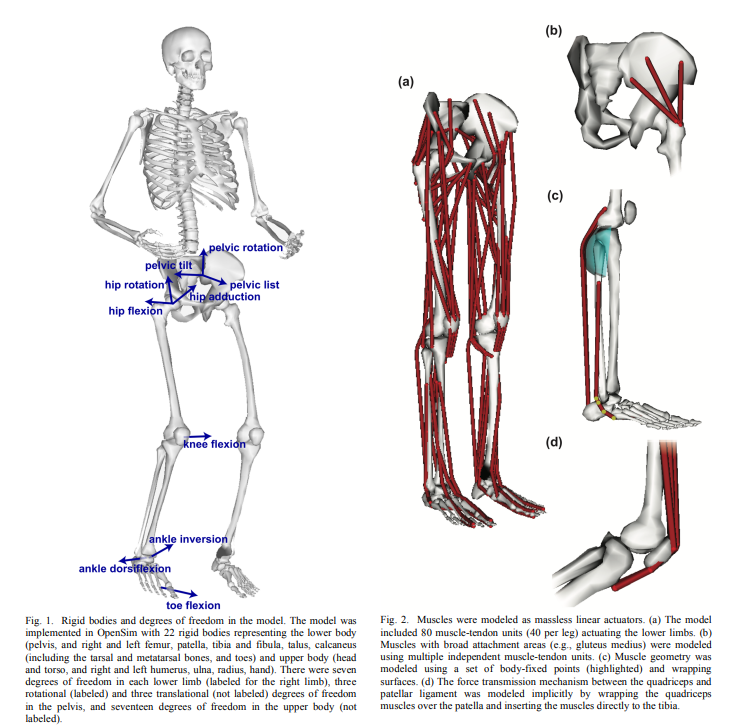 pelvic rotation
pelvic tilt
hip rotation
pelvic list
hip adduction
hip flexion
knee flexion
ankle inversion
ankle dorsiflexion
toe flexion
Fig. 1. Rigid bodies and degrees of freedom in the model. The model was
implemented in OpenSim with 22 rigid bodies representing the lower body
(pelvis, and right and left femur, patella, tibia and fibula, talus, calcaneus
(including the tarsal and metatarsal bones, and toes) and upper body (head
and torso, and right and left humerus, ulna, radius, hand). There were seven
degrees of freedom in each lower limb (labeled for the right limb), three
rotational (labeled) and three translational (not labeled) degrees of freedom
in the pelvis, and seventeen degrees of freedom in the upper body (not
labeled).
(a)
(b)
(c)
(d)
Fig. 2. Muscles were modeled as massless linear actuators. (a) The model
included 80 muscle-tendon units (40 per leg) actuating the lower limbs. (b)
Muscles with broad attachment areas (e.g., gluteus medius) were modeled
using multiple independent muscle-tendon units. (c) Muscle geometry was
modeled using a set of body-fixed points (highlighted) and wrapping
surfaces. (d) The force transmission mechanism between the quadriceps and
patellar ligament was modeled implicitly by wrapping the quadriceps
muscles over the patella and inserting the muscles directly to the tibia.